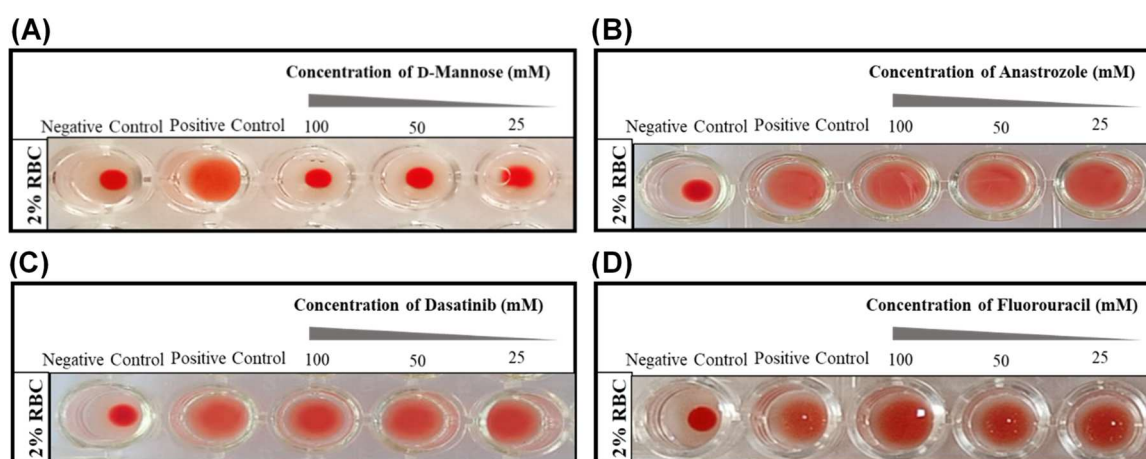 (A)
Concentration of D-Mannose (mM)
Negative Control Positive Control 100 50 25
2% RBC
(B)
Concentration of Anastrozole (mM)
Negative Control Positive Control 100 50 25
2% RBC
(C)
Concentration of Dasatinib (mM)
Negative Control Positive Control 100 50 25
2% RBC
(D)
Concentration of Fluorouracil (mM)
Negative Control Positive Control 100 50 25
2% RBC